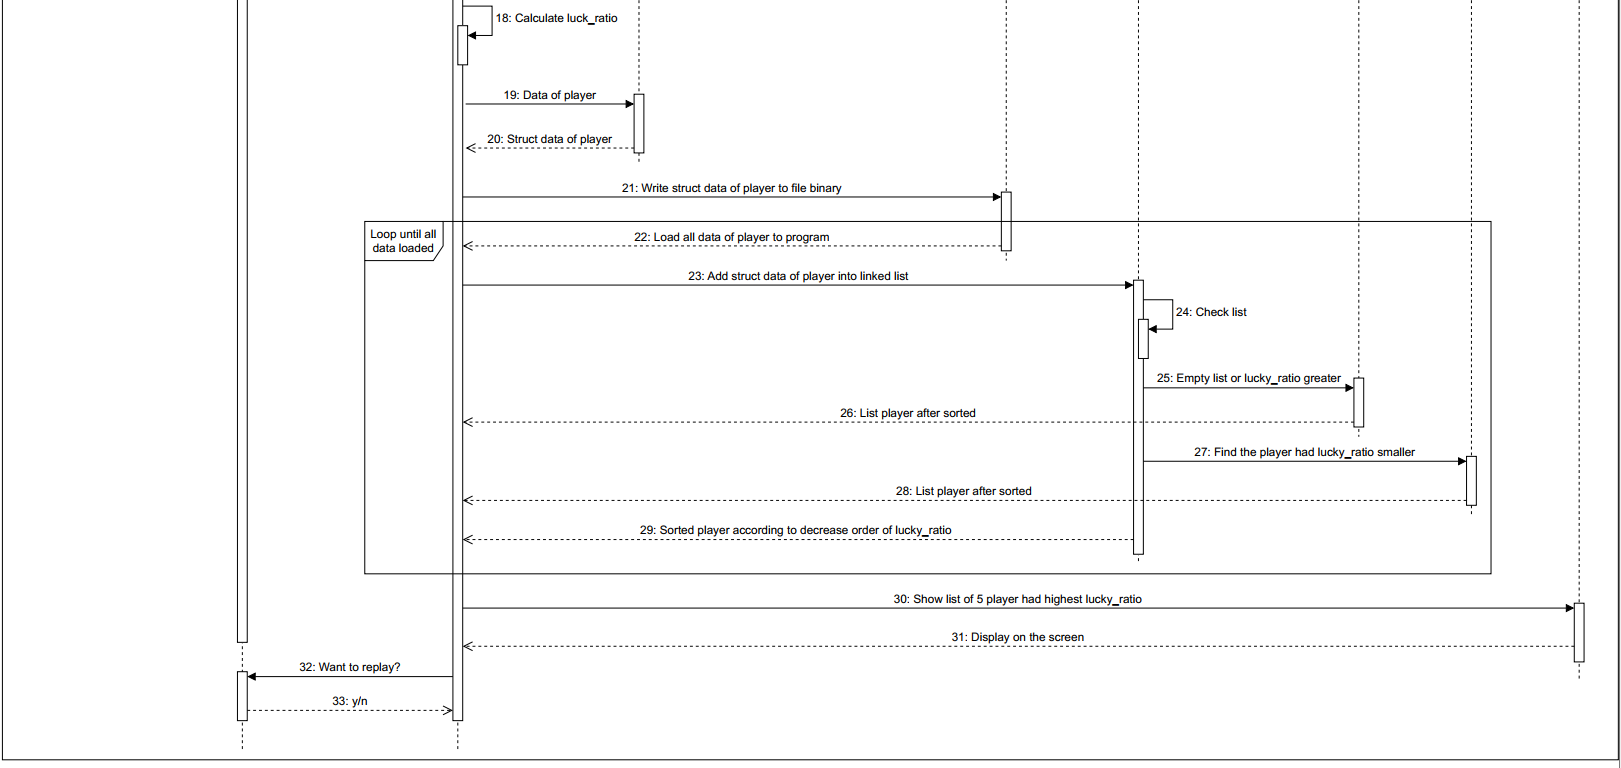 18: Calculate luck_ratio
19: Data of player
20: Struct data of player
21: Write struct data of player to file binary
Loop until all
data loaded
22: Load all data of player to program
23: Add struct data of player into linked list
24: Check list
25: Empty list or lucky_ratio greater
26: List player after sorted
27: Find the player had lucky_ratio smaller
28: List player after sorted
29: Sorted player according to decrease order of lucky_ratio
30: Show list of 5 player had highest lucky_ratio
31: Display on the screen
32: Want to replay?
33: y/n